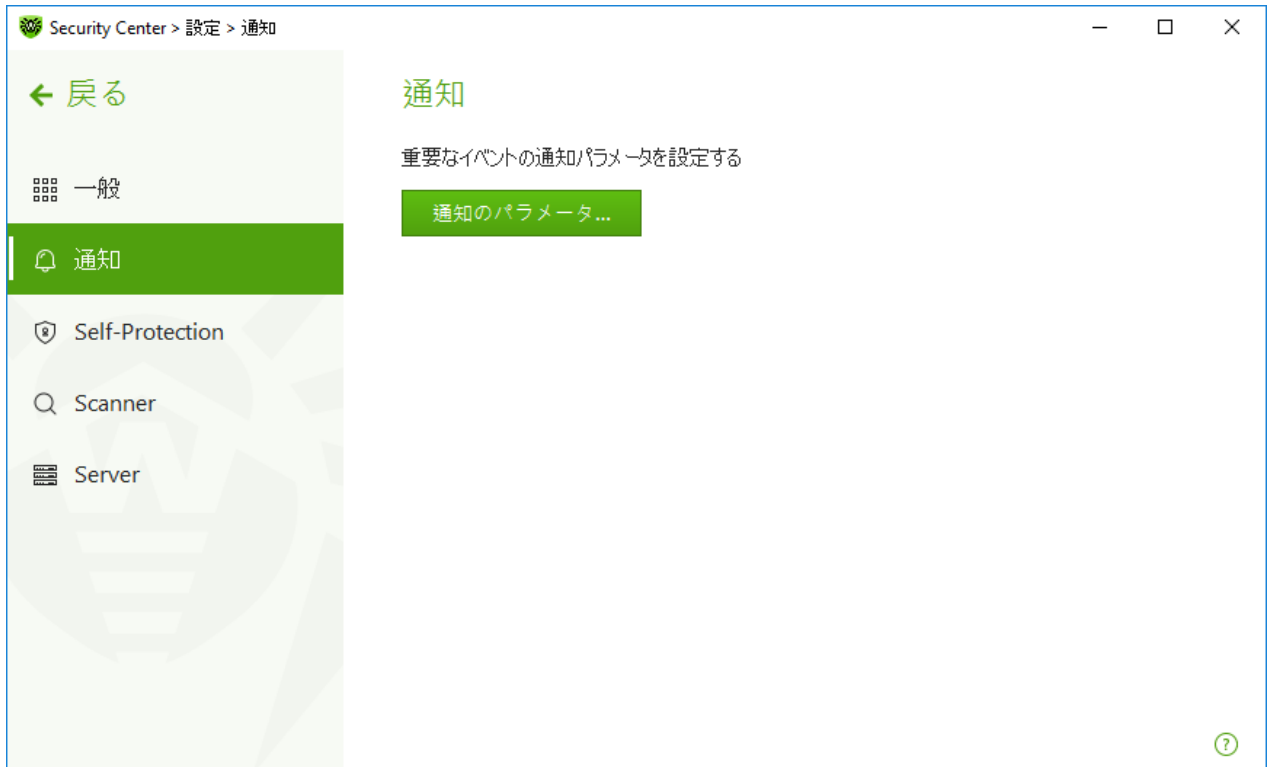 Security Center > 設定 > 通知
戻る
一般
通知
Self-Protection
Scanner
Server
通知
重要なイベントの通知パラメータを設定する
通知のパラメータ...
?